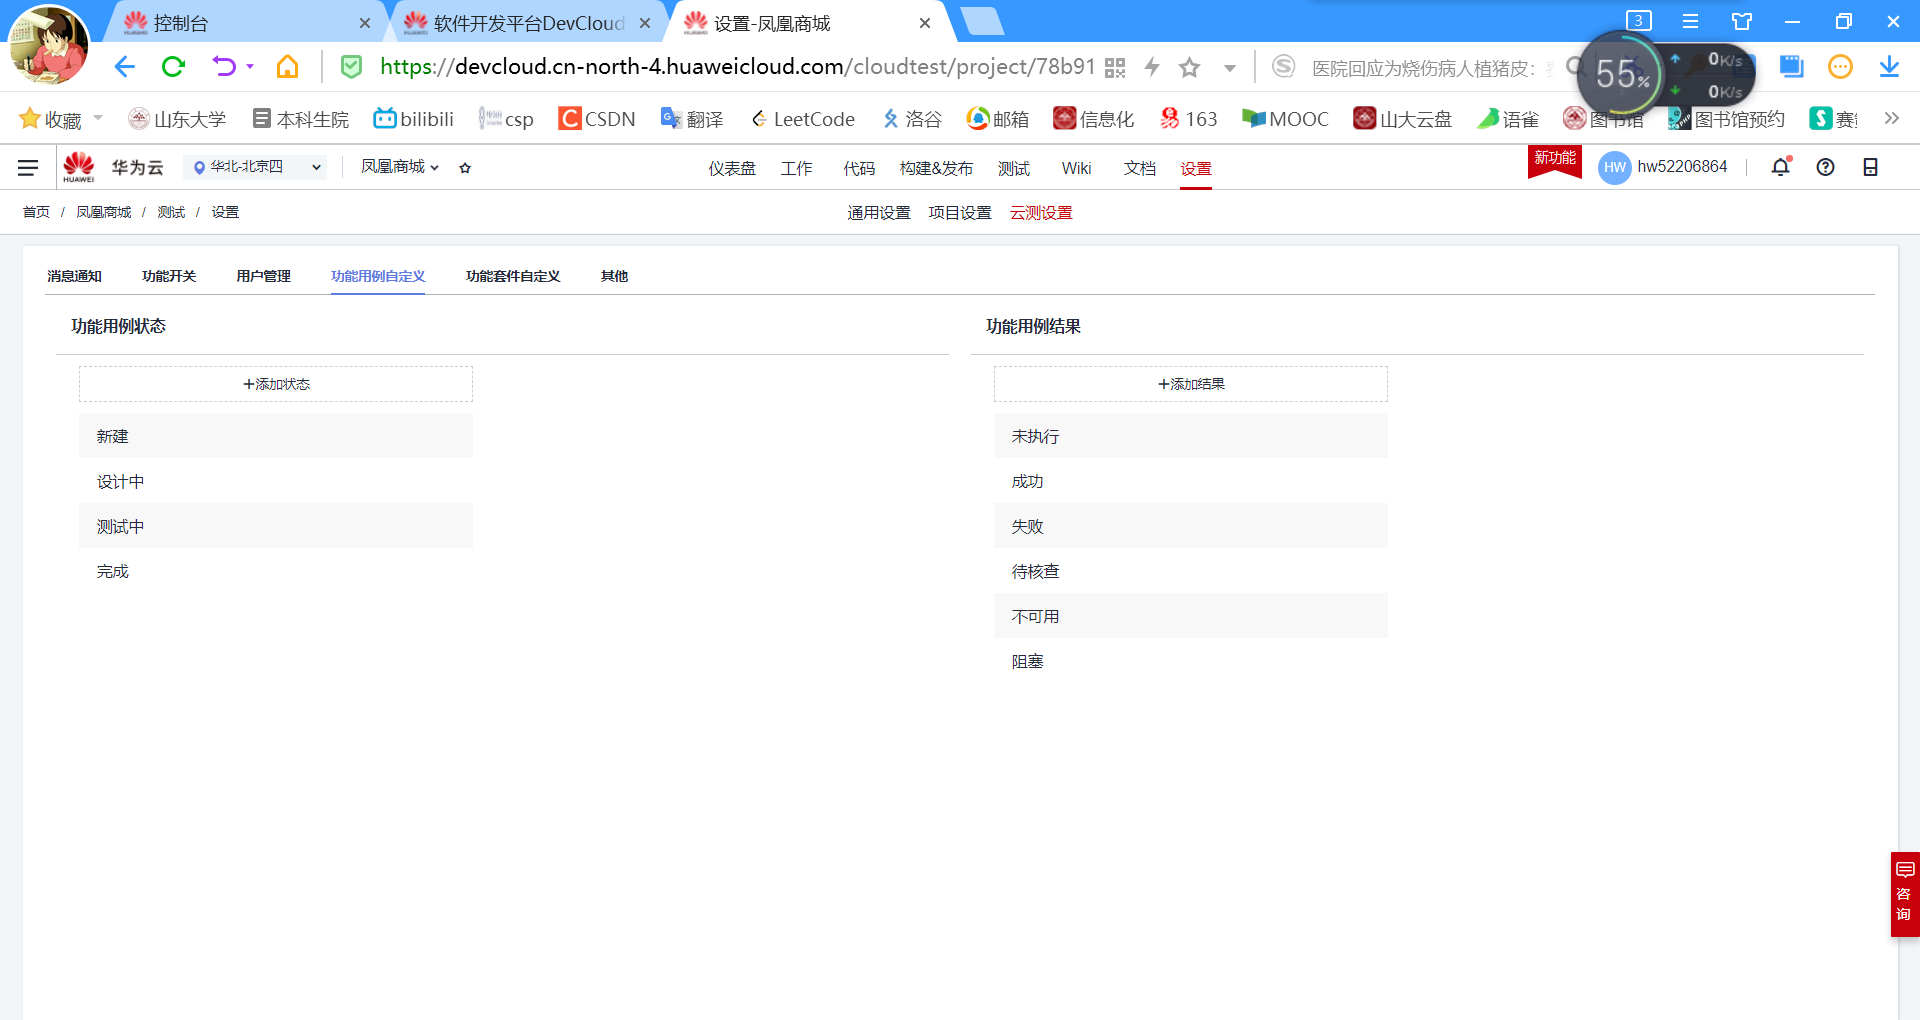 控制台
软件开发平台DevCloud
设置-凤凰商城
3
https://devcloud.cn-north-4.huaweicloud.com/cloudtest/project/78b91
医院回应为烧伤病人植猪皮：
55%
0K/s
0K/s
收藏
山东大学
本科生院
bilibili
csp
CSDN
翻译
LeetCode
洛谷
邮箱
信息化
163
MOOC
山大云盘
语雀
图书馆
图书馆预约
HUAWEI
华为云
华北-北京四
凤凰商城
仪表盘
工作
代码
构建&发布
测试
Wiki
文档
设置
新功能
HW
hw52206864
首页 / 凤凰商城 / 测试 / 设置
通用设置
项目设置
云测设置
消息通知
功能开关
用户管理
功能用例自定义
功能套件自定义
其他
功能用例状态
+添加状态
新建
设计中
测试中
完成
功能用例结果
+添加结果
未执行
成功
失败
待核查
不可用
阻塞
咨
询